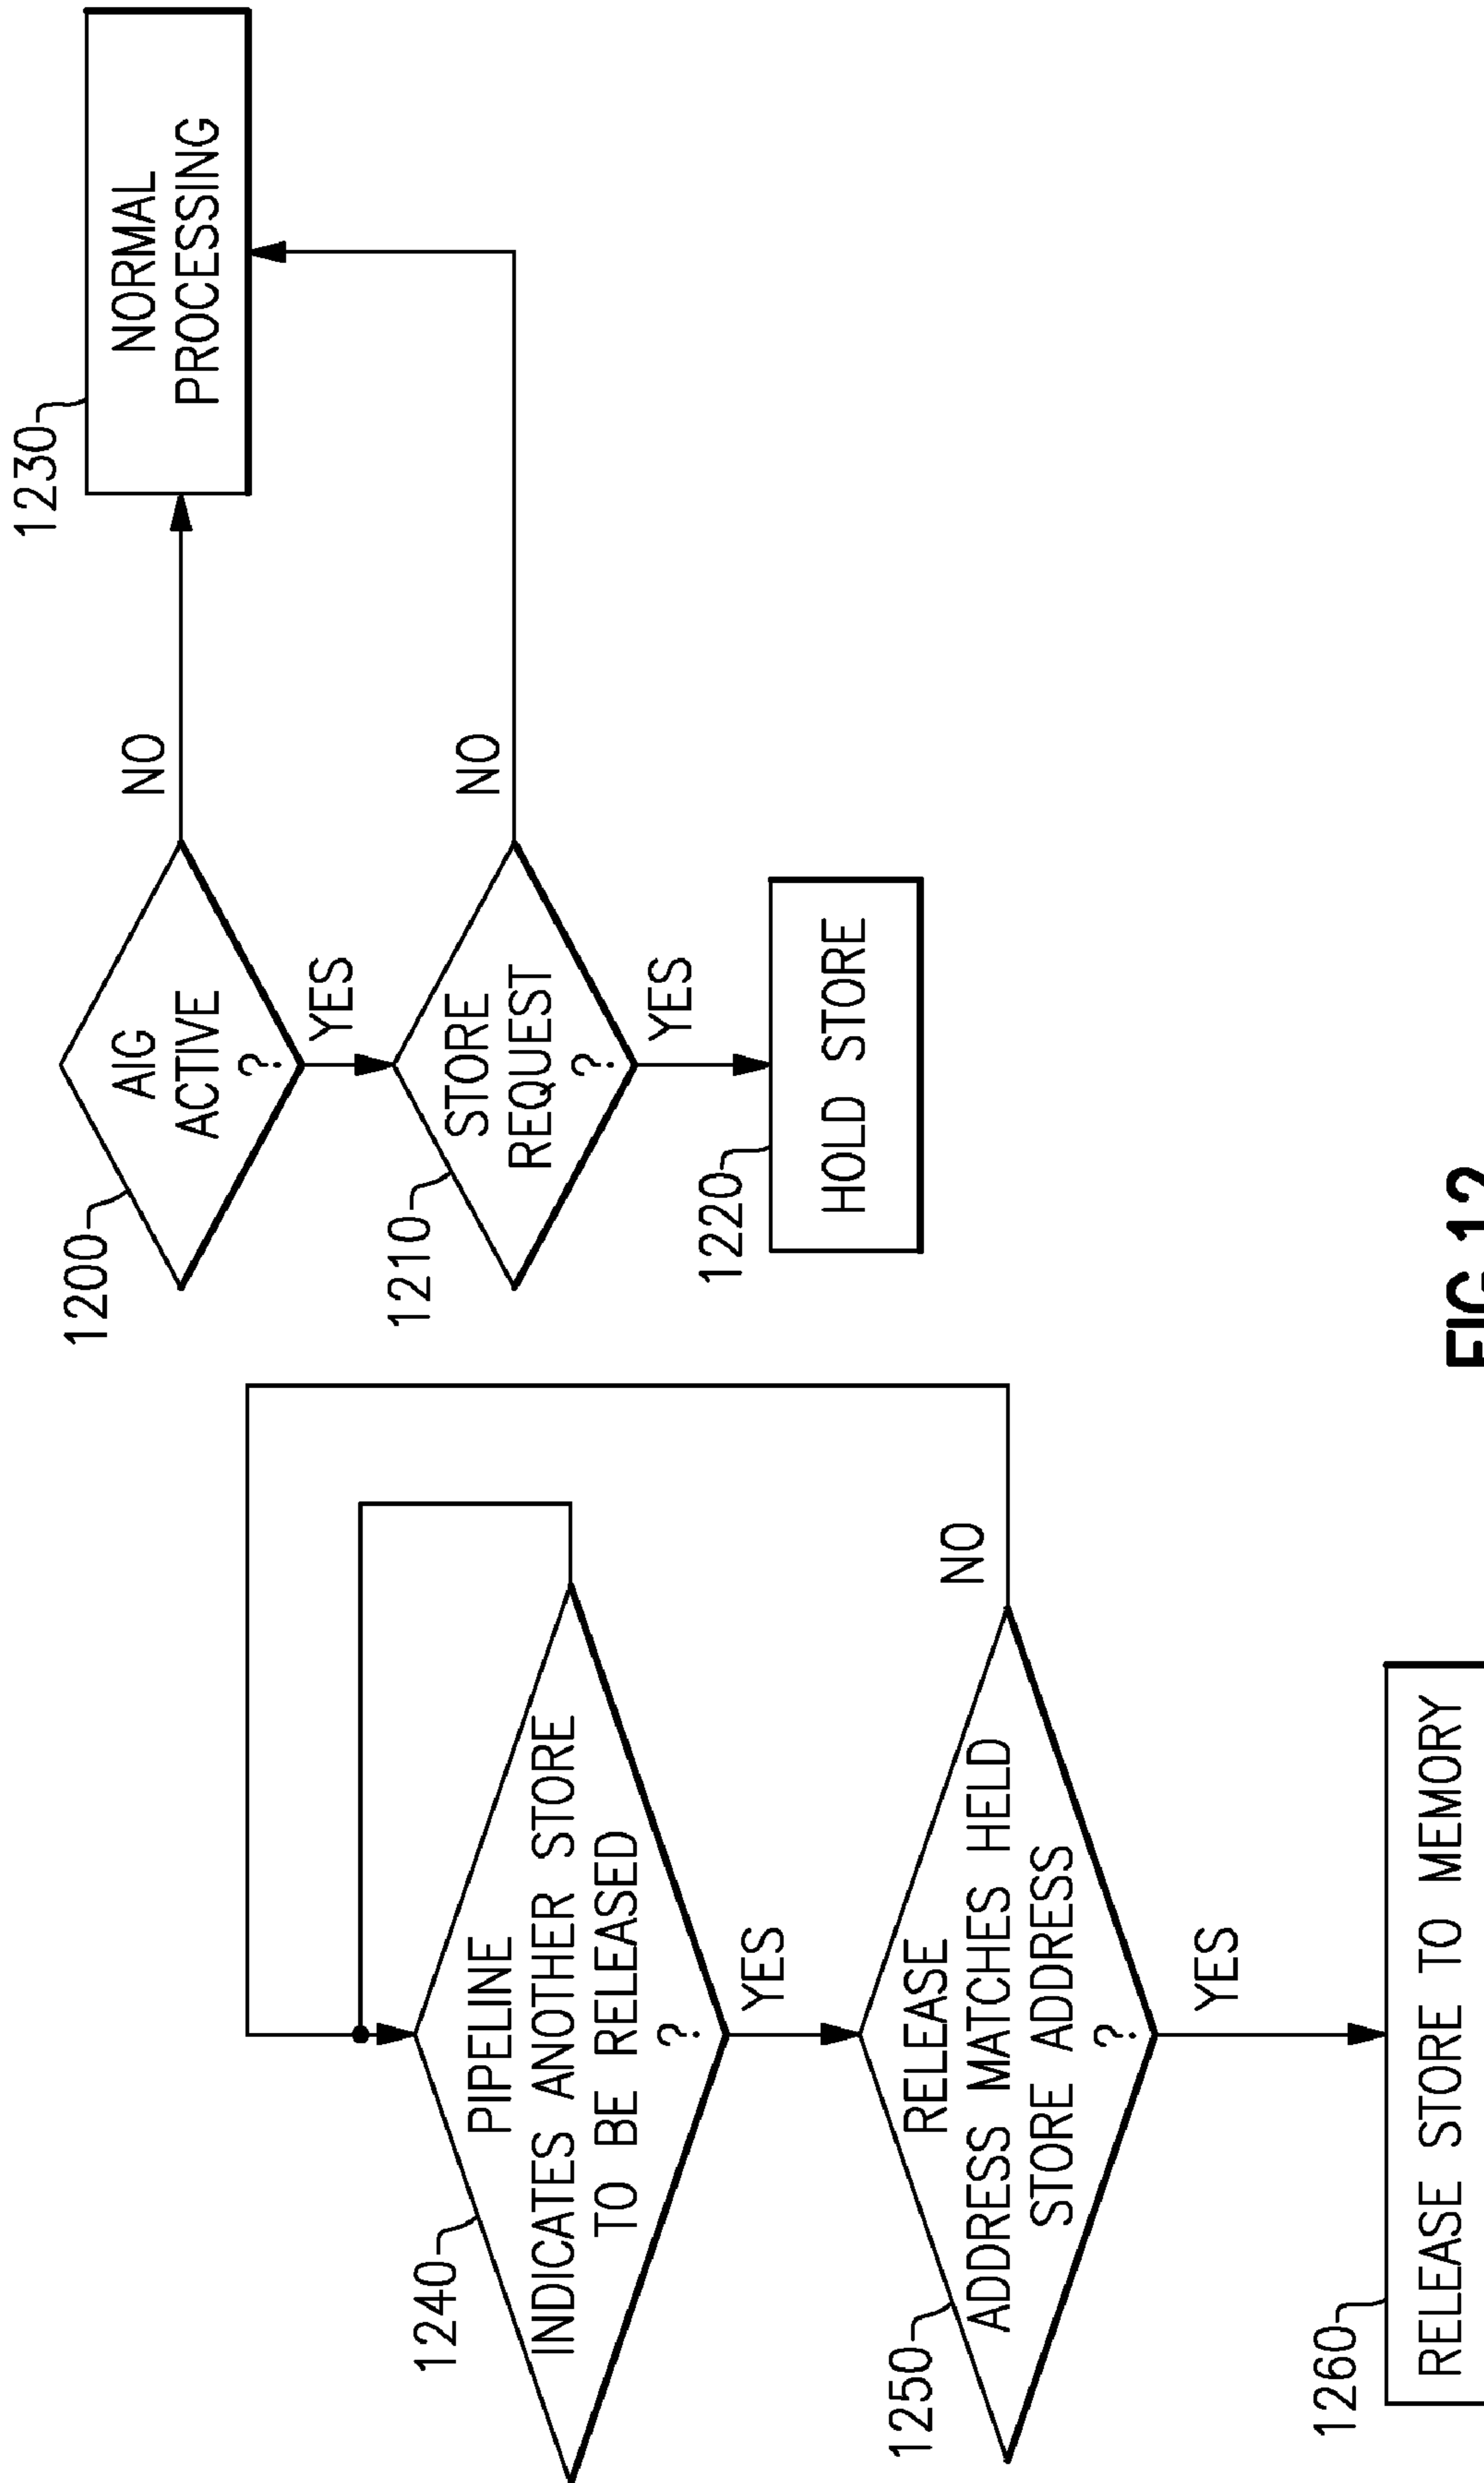 1240
PIPELINE
INDICATES ANOTHER STORE
TO BE RELEASED
?
YES
1250
RELEASE
ADDRESS MATCHES HELD
STORE ADDRESS
?
NO
YES
1260
RELEASE STORE TO MEMORY
1200
AIG
ACTIVE
?
NO
YES
1230
NORMAL
PROCESSING
1210
STORE
REQUEST
?
NO
YES
1220
HOLD STORE
FIG.12